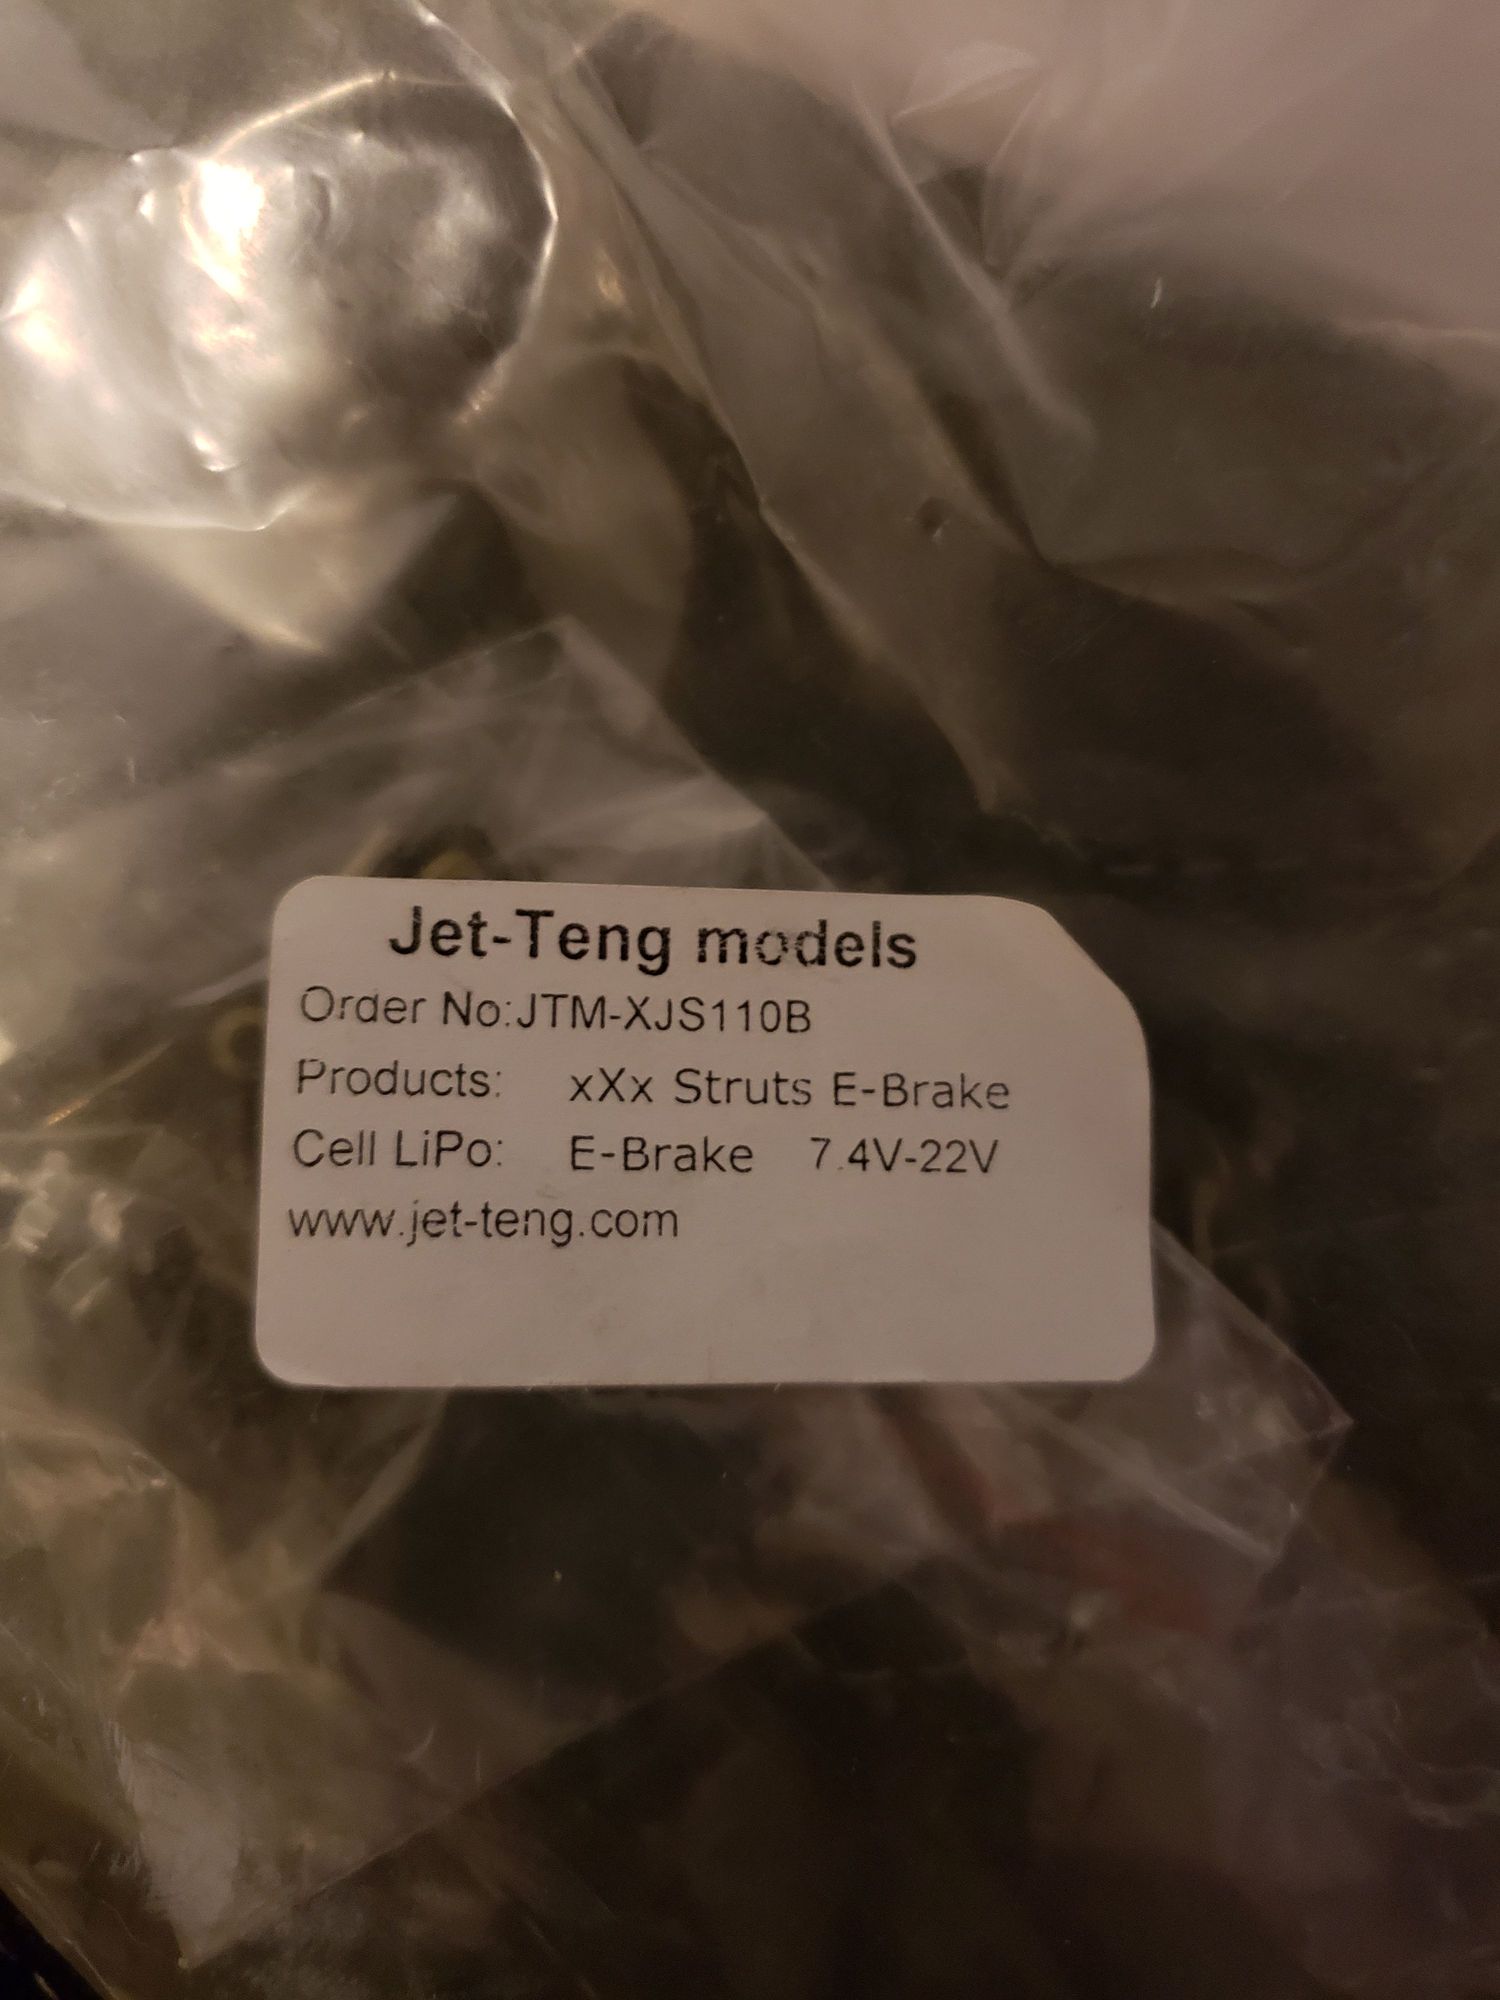 Jet-Teng models
Order No:JTM-XJS110B
Products: xXx Struts E-Brake
Cell LiPo: E-Brake 7.4V-22V
www.jet-teng.com